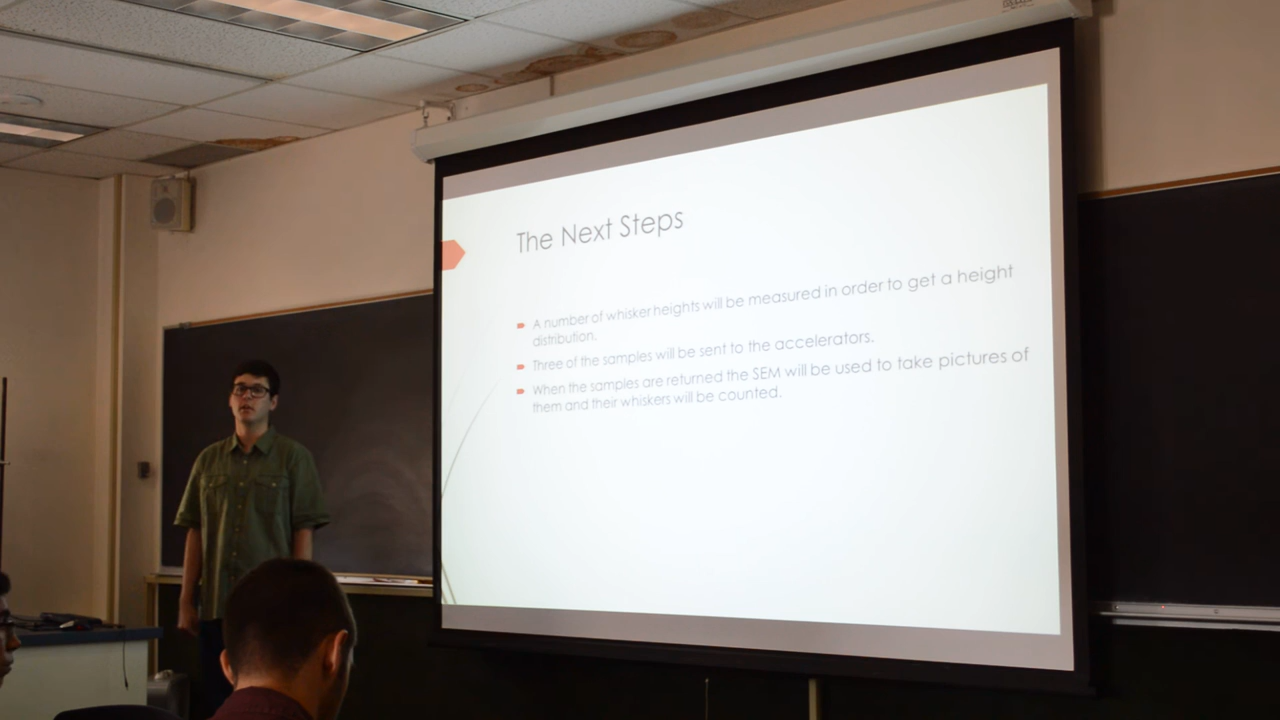 The Next Steps
A number of whisker heights will be measured in order to get a height
distribution.
Three of the samples will be sent to the accelerators.
When the samples are returned the SEM will be used to take pictures of
them and their whiskers will be counted.